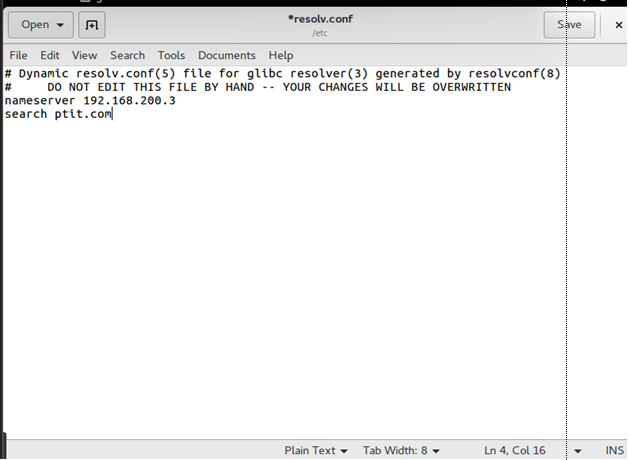 Open
*resolv.conf
/etc
Save
File Edit View Search Tools Documents Help
# Dynamic resolv.conf(5) file for glibc resolver(3) generated by resolvconf(8)
#     DO NOT EDIT THIS FILE BY HAND -- YOUR CHANGES WILL BE OVERWRITTEN
nameserver 192.168.200.3
search ptit.com
Plain Text Tab Width: 8 Ln 4, Col 16 INS